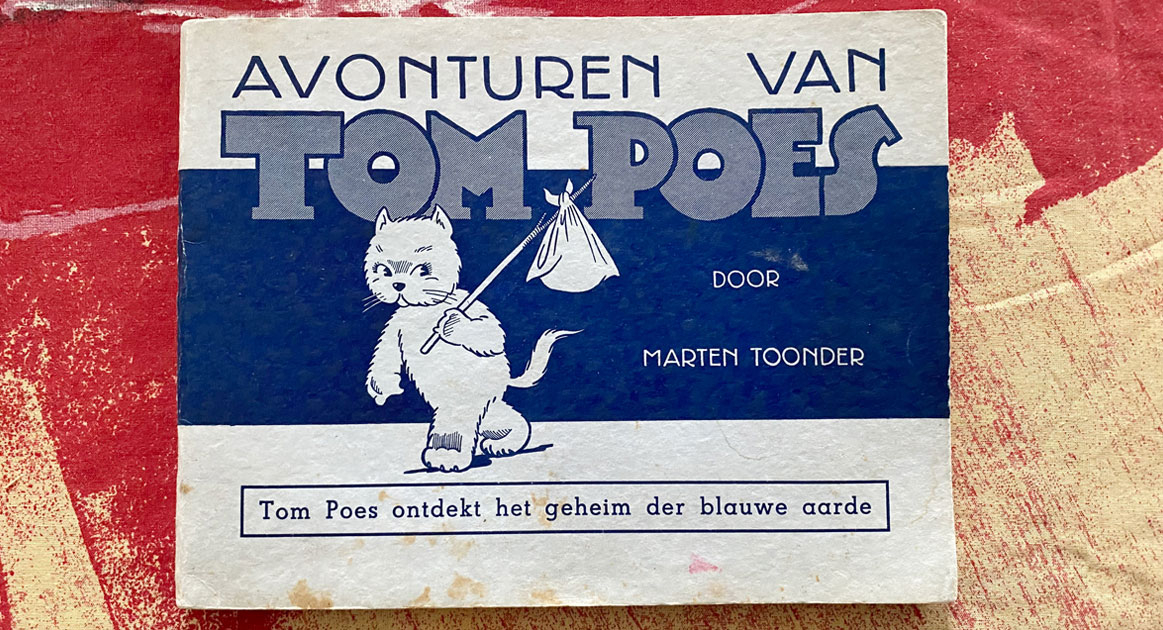 AVONTUREN VAN
TOM POES
DOOR
MARTEN TOONDER
Tom Poes ontdekt het geheim der blauwe aarde